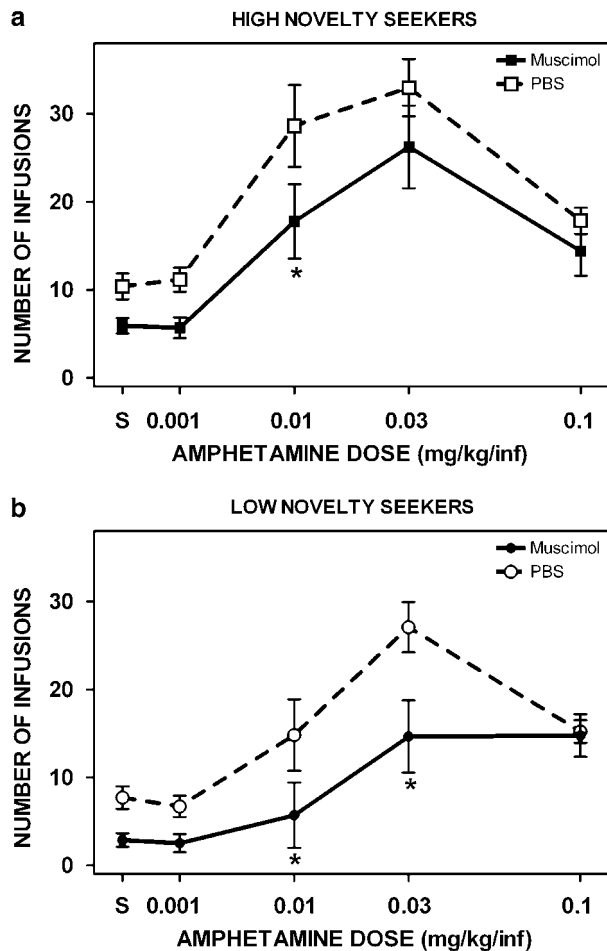 a
HIGH NOVELTY SEEKERS
Muscimol
PBS
NUMBER OF INFUSIONS
30
20
10
0
*
S 0.001 0.01 0.03 0.1
AMPHETAMINE DOSE (mg/kg/inf)
b
LOW NOVELTY SEEKERS
Muscimol
PBS
NUMBER OF INFUSIONS
30
20
10
0
*
*
S 0.001 0.01 0.03 0.1
AMPHETAMINE DOSE (mg/kg/inf)